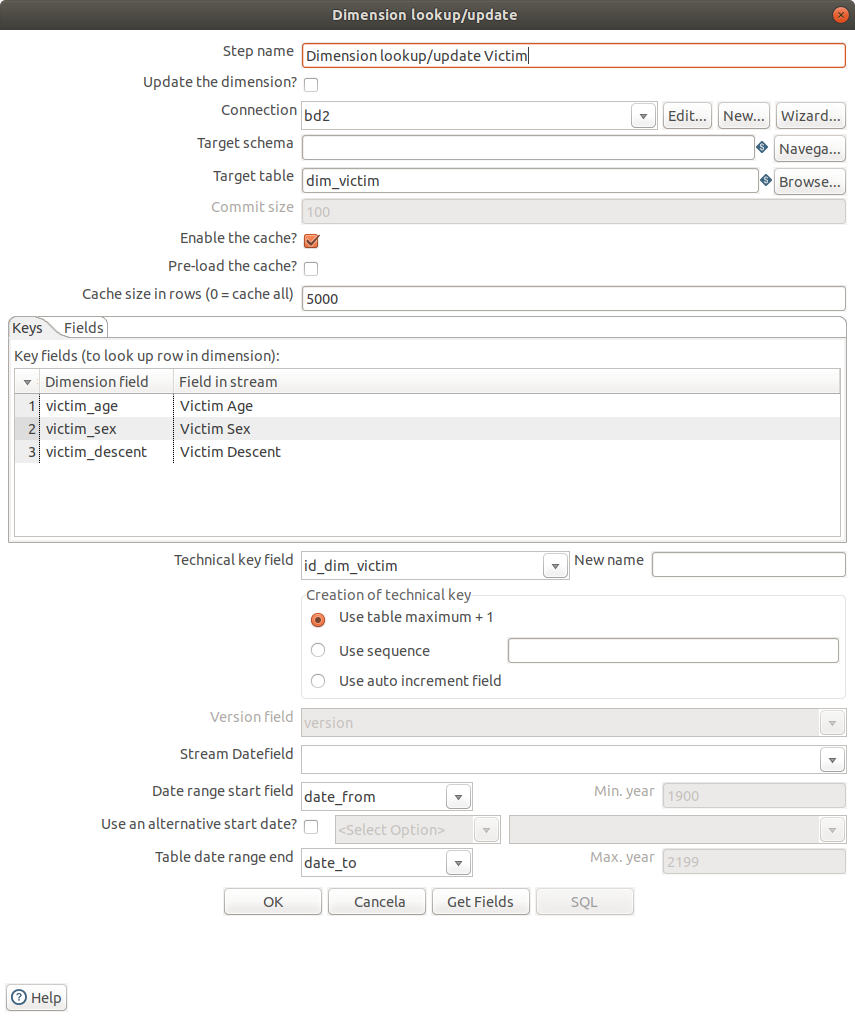 Dimension lookup/update
Step name Dimension lookup/update Victim
Update the dimension?
Connection bd2 Edit... New... Wizard...
Target schema Navega...
Target table dim_victim Browse...
Commit size 100
Enable the cache?
Pre-load the cache?
Cache size in rows (0 = cache all) 5000
Keys Fields
Key fields (to look up row in dimension):
Dimension field Field in stream
1 victim_age Victim Age
2 victim_sex Victim Sex
3 victim_descent Victim Descent
Technical key field id_dim_victim New name
Creation of technical key
Use table maximum + 1
Use sequence
Use auto increment field
Version field version
Stream Datefield
Date range start field date_from Min. year 1900
Use an alternative start date? <Select Option>
Table date range end date_to Max. year 2199
OK Cancela Get Fields SQL
Help